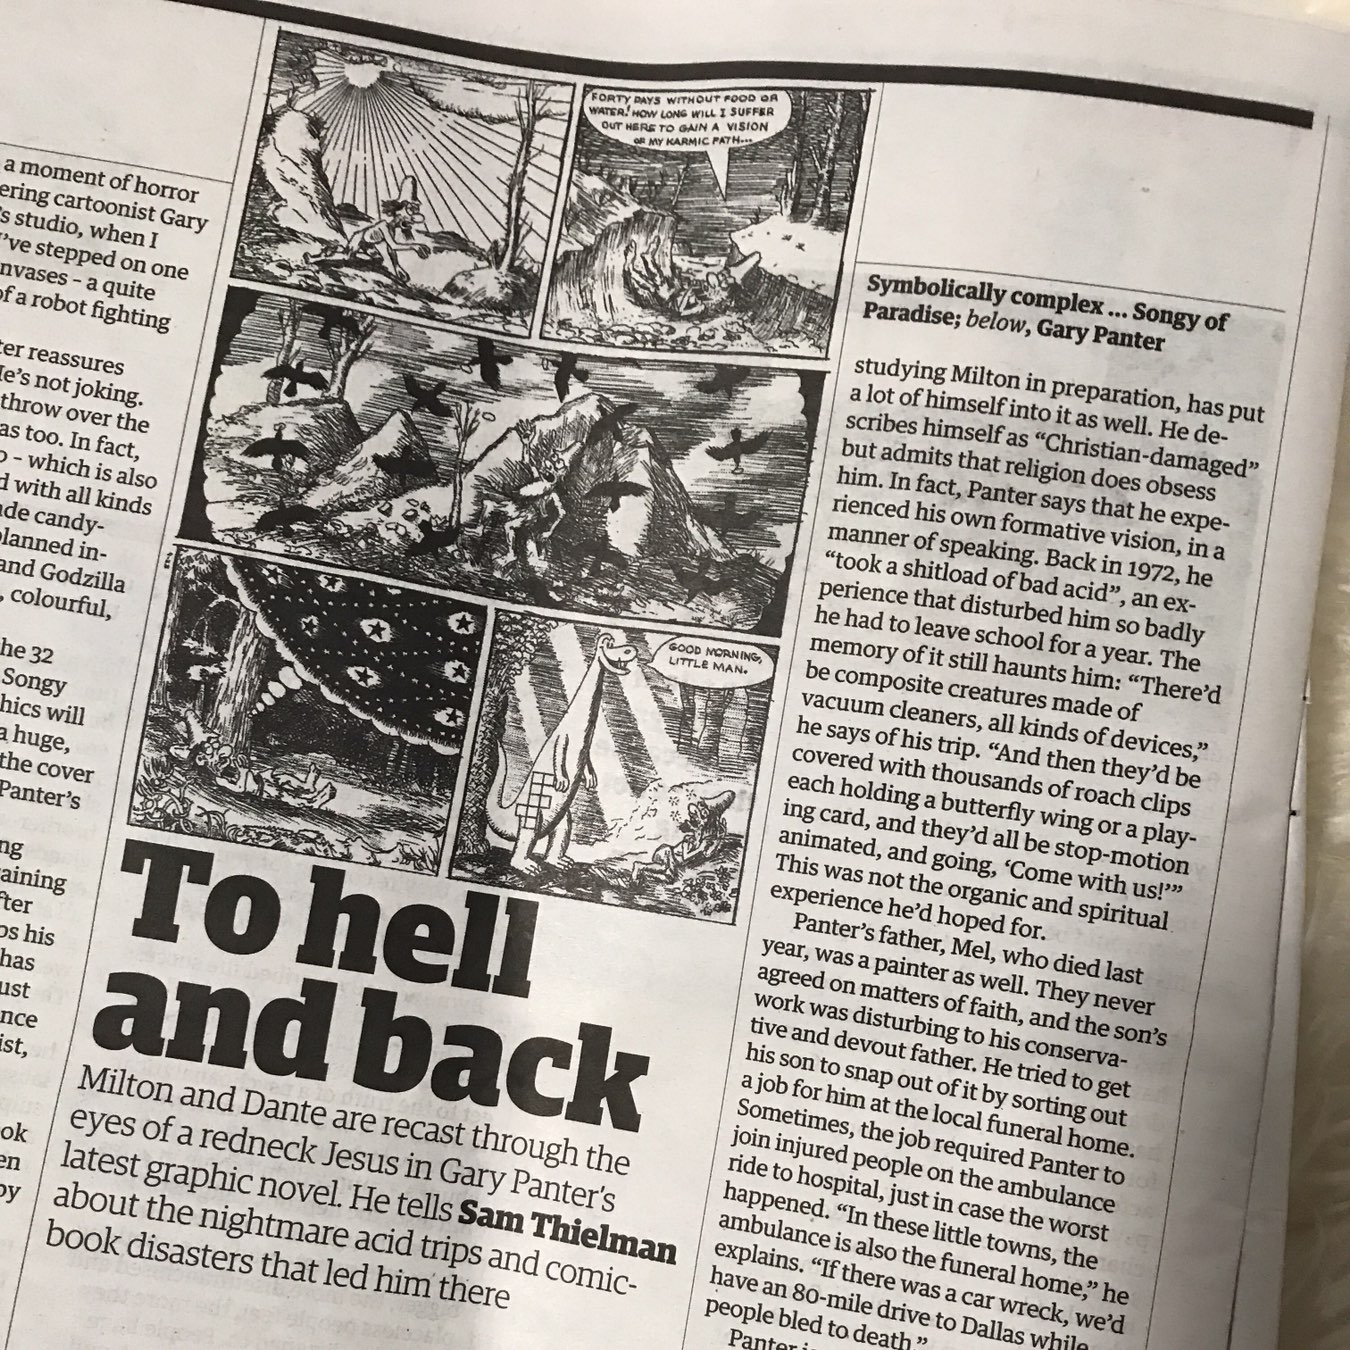 a moment of horror
ering cartoonist Gary
's studio, when I
've stepped on one
nvases – a quite
of a robot fighting
ter reassures
He's not joking.
throw over the
as too. In fact,
o – which is also
d with all kinds
ade candy-
planned in-
and Godzilla
, colourful,
he 32
Songy
hics will
a huge,
the cover
Panter's
ng
aining
fter
ps his
has
ust
nce
ist,
ok
en
by
FORTY DAYS WITHOUT FOOD OR
WATER! HOW LONG WILL I SUFFER
OUT HERE TO GAIN A VISION
OF MY KARMIC PATH...
GOOD MORNING,
LITTLE MAN.
To hell
and back
Milton and Dante are recast through the
eyes of a redneck Jesus in Gary Panter's
latest graphic novel. He tells Sam Thielman
about the nightmare acid trips and comic-
book disasters that led him there
Symbolically complex ... Songy of
Paradise; below, Gary Panter
studying Milton in preparation, has put
a lot of himself into it as well. He de-
scribes himself as “Christian-damaged”
but admits that religion does obsess
him. In fact, Panter says that he expe-
rienced his own formative vision, in a
manner of speaking. Back in 1972, he
“took a shitload of bad acid”, an ex-
perience that disturbed him so badly
he had to leave school for a year. The
memory of it still haunts him: “There’d
be composite creatures made of
vacuum cleaners, all kinds of devices,”
he says of his trip. “And then they’d be
covered with thousands of roach clips
each holding a butterfly wing or a play-
ing card, and they’d all be stop-motion
animated, and going, ‘Come with us!’”
This was not the organic and spiritual
experience he’d hoped for.
Panter’s father, Mel, who died last
year, was a painter as well. They never
agreed on matters of faith, and the son’s
work was disturbing to his conserva-
tive and devout father. He tried to get
his son to snap out of it by sorting out
a job for him at the local funeral home.
Sometimes, the job required Panter to
join injured people on the ambulance
ride to hospital, just in case the worst
happened. “In these little towns, the
ambulance is also the funeral home,” he
explains. “If there was a car wreck, we’d
have an 80-mile drive to Dallas while
people bled to death.”
Panter